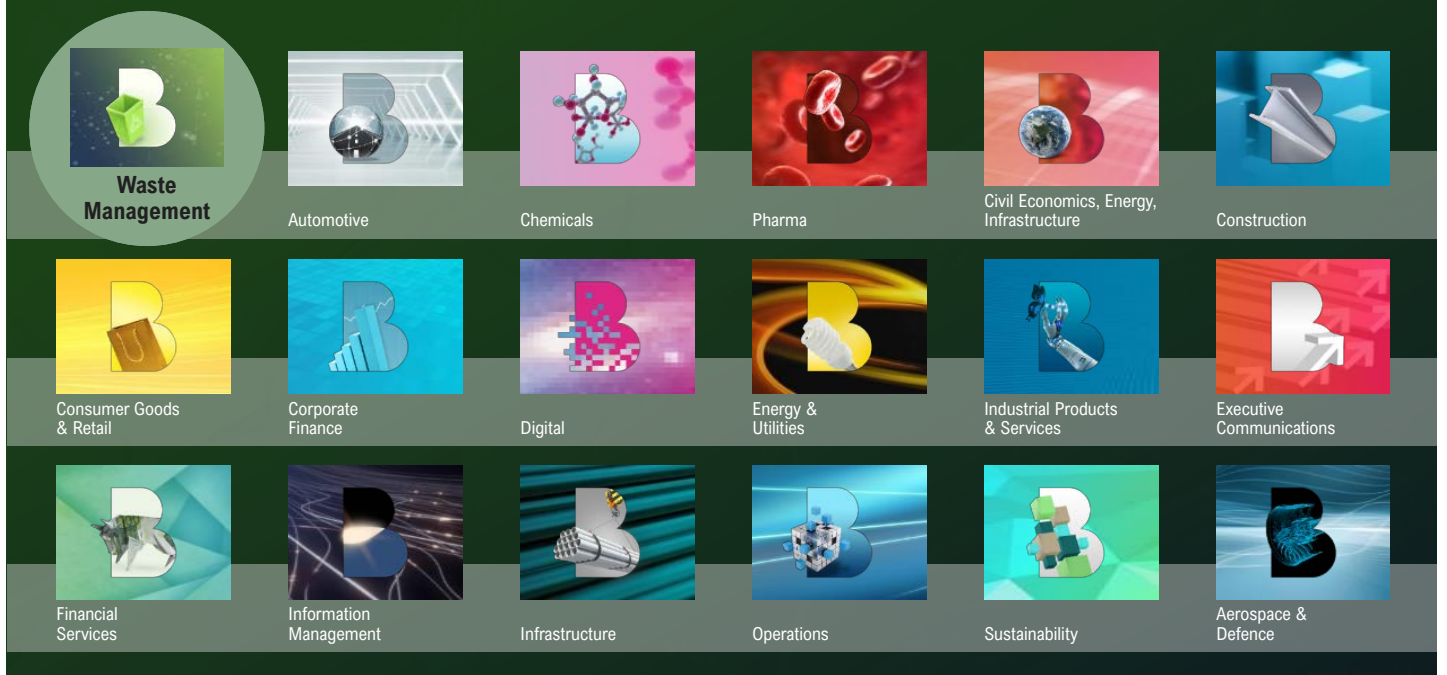 Waste
Management
Automotive
Chemicals
Pharma
Civil Economics, Energy,
Infrastructure
Construction
Consumer Goods
& Retail
Corporate
Finance
Digital
Energy &
Utilities
Industrial Products
& Services
Executive
Communications
Financial
Services
Information
Management
Infrastructure
Operations
Sustainability
Aerospace &
Defence